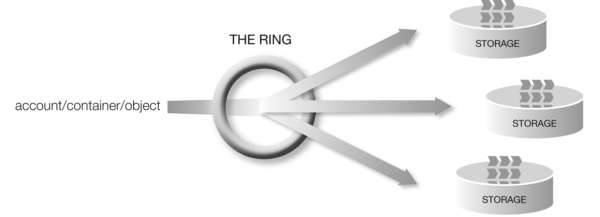 THE RING
STORAGE
account/container/object
STORAGE
STORAGE